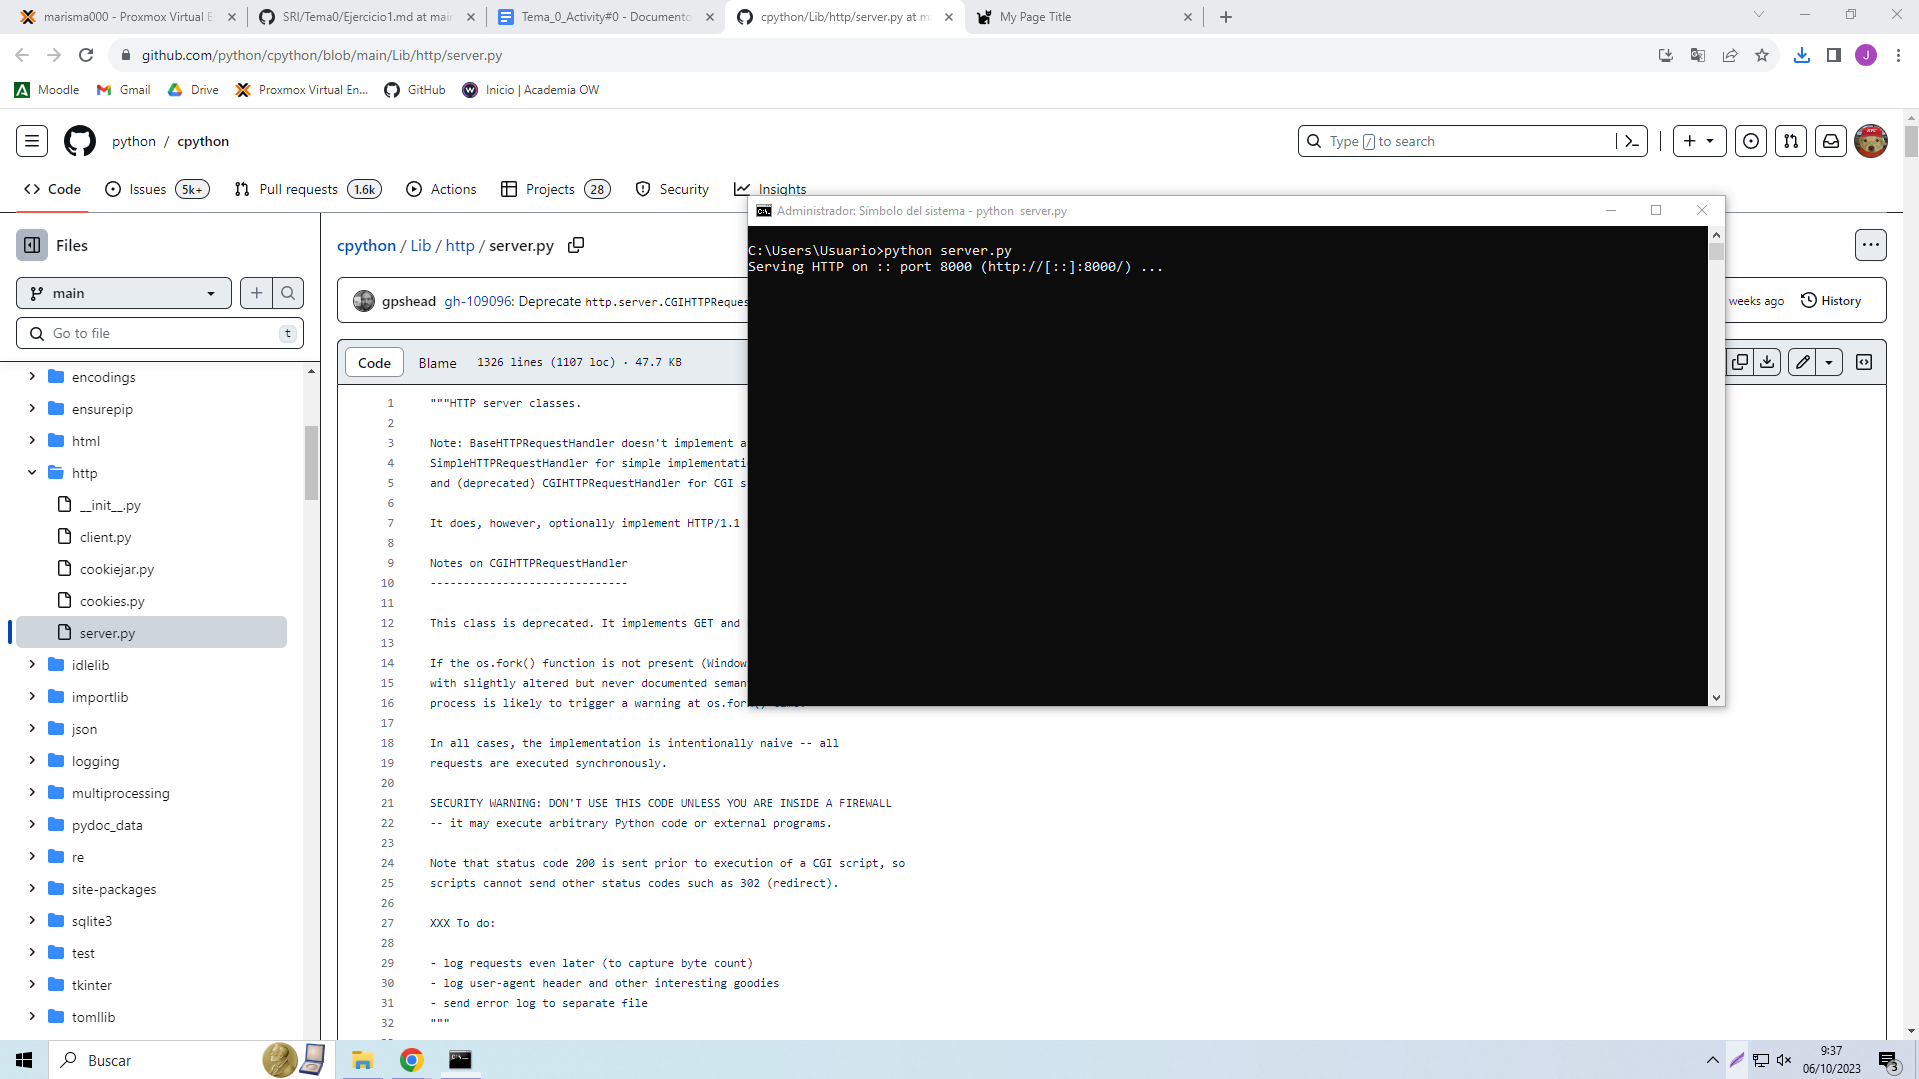 marisma000 - Proxmox Virtual E
SRI/Tema0/Ejercicio1.md at mai
Tema_0_Activity#0 - Documento
cpython/Lib/http/server.py at m
My Page Title
github.com/python/cpython/blob/main/Lib/http/server.py
J
Moodle
Gmail
Drive
Proxmox Virtual En...
GitHub
Inicio | Academia OW
python / cpython
Type / to search
Code
Issues 5k+
Pull requests 1.6k
Actions
Projects 28
Security
Insights
Administrador: Símbolo del sistema - python server.py
C:\Users\Usuario>python server.py
Serving HTTP on :: port 8000 (http://[::]:8000/) ...
Files
main
Go to file
t
encodings
ensurepip
html
http
__init__.py
client.py
cookiejar.py
cookies.py
server.py
idlelib
importlib
json
logging
multiprocessing
pydoc_data
re
site-packages
sqlite3
test
tkinter
tomllib
cpython / Lib / http / server.py
gpshead gh-109096: Deprecate http.server.CGIHTTPReques
weeks ago
History
Code
Blame
1326 lines (1107 loc) · 47.7 KB
1 """HTTP server classes.
2
3 Note: BaseHTTPRequestHandler doesn't implement a
4 SimpleHTTPRequestHandler for simple implementati
5 and (deprecated) CGIHTTPRequestHandler for CGI s
6
7 It does, however, optionally implement HTTP/1.1
8
9 Notes on CGIHTTPRequestHandler
10 ------------------------------
11
12 This class is deprecated. It implements GET and
13
14 If the os.fork() function is not present (Window
15 with slightly altered but never documented seman
16 process is likely to trigger a warning at os.for
17
18 In all cases, the implementation is intentionally naive -- all
19 requests are executed synchronously.
20
21 SECURITY WARNING: DON'T USE THIS CODE UNLESS YOU ARE INSIDE A FIREWALL
22 -- it may execute arbitrary Python code or external programs.
23
24 Note that status code 200 is sent prior to execution of a CGI script, so
25 scripts cannot send other status codes such as 302 (redirect).
26
27 XXX To do:
28
29 - log requests even later (to capture byte count)
30 - log user-agent header and other interesting goodies
31 - send error log to separate file
32 """
Buscar
9:37
06/10/2023
3